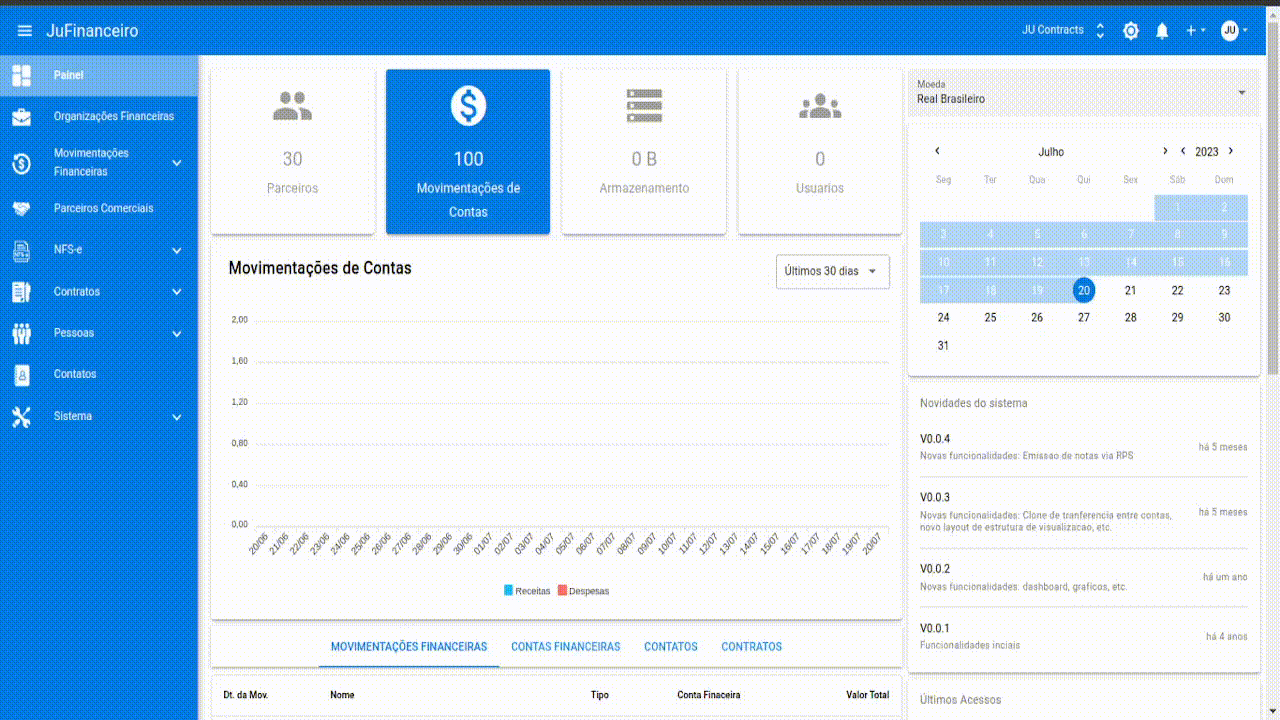 JuFinanceiro
JU Contracts
JU
Painel
Organizações Financeiras
Movimentações
Financeiras
Parceiros Comerciais
NFS-e
Contratos
Pessoas
Contatos
Sistema
30
Parceiros
100
Movimentações de
Contas
0 B
Armazenamento
0
Usuarios
Movimentações de Contas
Últimos 30 dias
2,00
1,60
1,20
0,80
0,40
0,00
20/06 21/06 22/06 23/06 24/06 25/06 26/06 27/06 28/06 29/06 30/06 01/07 02/07 03/07 04/07 05/07 06/07 07/07 08/07 09/07 10/07 11/07 12/07 13/07 14/07 15/07 16/07 17/07 18/07 19/07 20/07
Receitas Despesas
MOVIMENTAÇÕES FINANCEIRAS CONTAS FINANCEIRAS CONTATOS CONTRATOS
Dt. da Mov. Nome Tipo Conta Finaceira Valor Total
Moeda
Real Brasileiro
Julho 2023
Seg Ter Qua Qui Sex Sáb Dom
1 2
3 4 5 6 7 8 9
10 11 12 13 14 15 16
17 18 19 20 21 22 23
24 25 26 27 28 29 30
31
Novidades do sistema
V0.0.4
Novas funcionalidades: Emissao de notas via RPS
há 5 meses
V0.0.3
Novas funcionalidades: Clone de tranferencia entre contas,
novo layout de estrutura de visualizacao, etc.
há 5 meses
V0.0.2
Novas funcionalidades: dashboard, graficos, etc.
há um ano
V0.0.1
Funcionalidades inciais
há 4 anos
Últimos Acessos